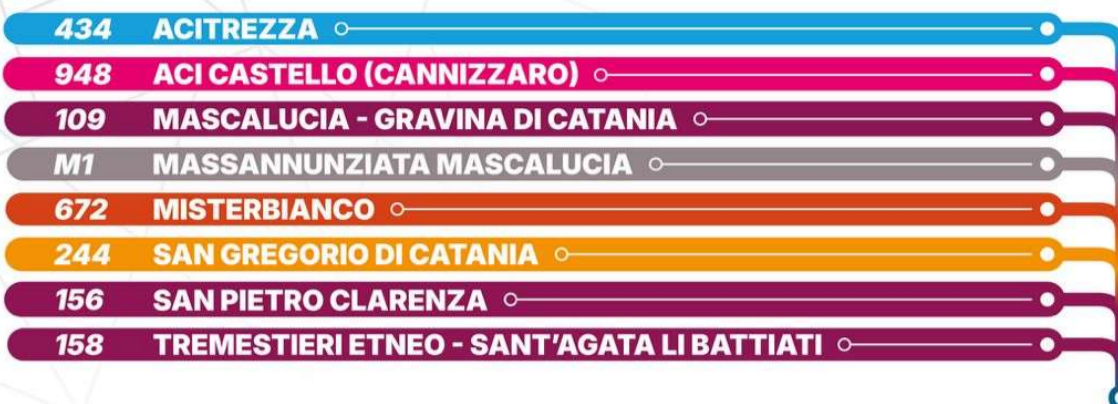 434 ACITREZZA
948 ACI CASTELLO (CANNIZZARO)
109 MASCALUCIA - GRAVINA DI CATANIA
M1 MASSANNUNZIATA MASCALUCIA
672 MISTERBIANCO
244 SAN GREGORIO DI CATANIA
156 SAN PIETRO CLARENZA
158 TREMESTIERI ETNEO - SANT'AGATA LI BATTIATI